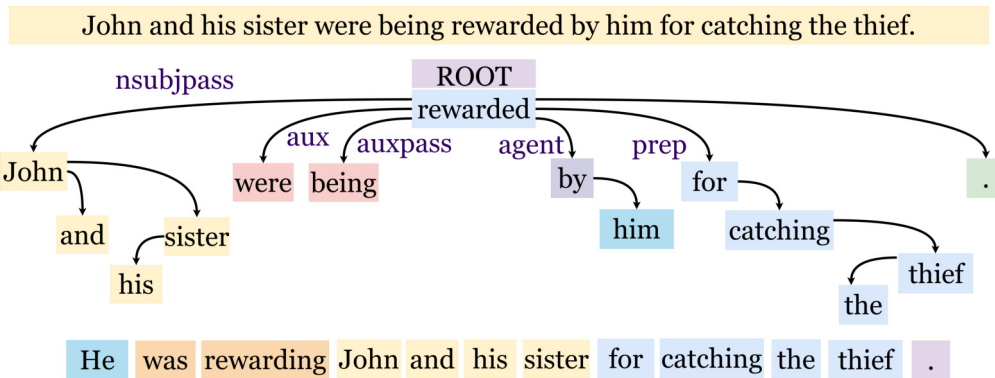 John and his sister were being rewarded by him for catching the thief.
ROOT
nsubjpass
rewarded
aux
auxpass
agent
prep
John
were
being
by
for
.
and
sister
him
catching
his
thief
the
He was rewarding John and his sister for catching the thief .